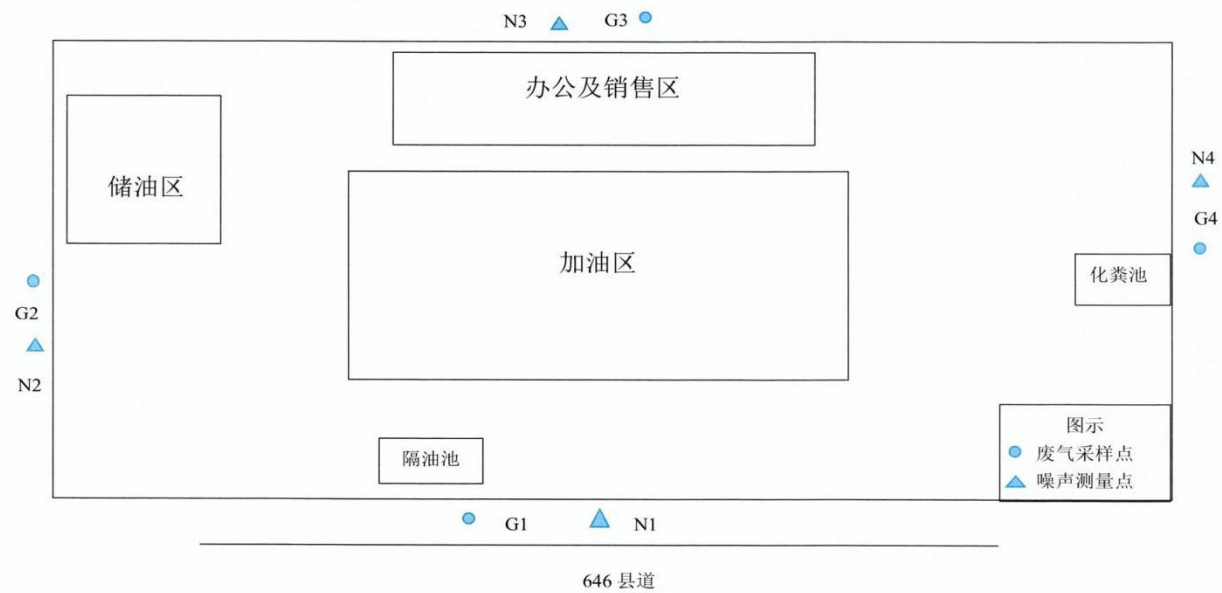 N3 G3
办公及销售区
储油区
N4
G4
加油区
化粪池
G2
N2
图示
废气采样点
噪声测量点
隔油池
G1 N1
646 县道